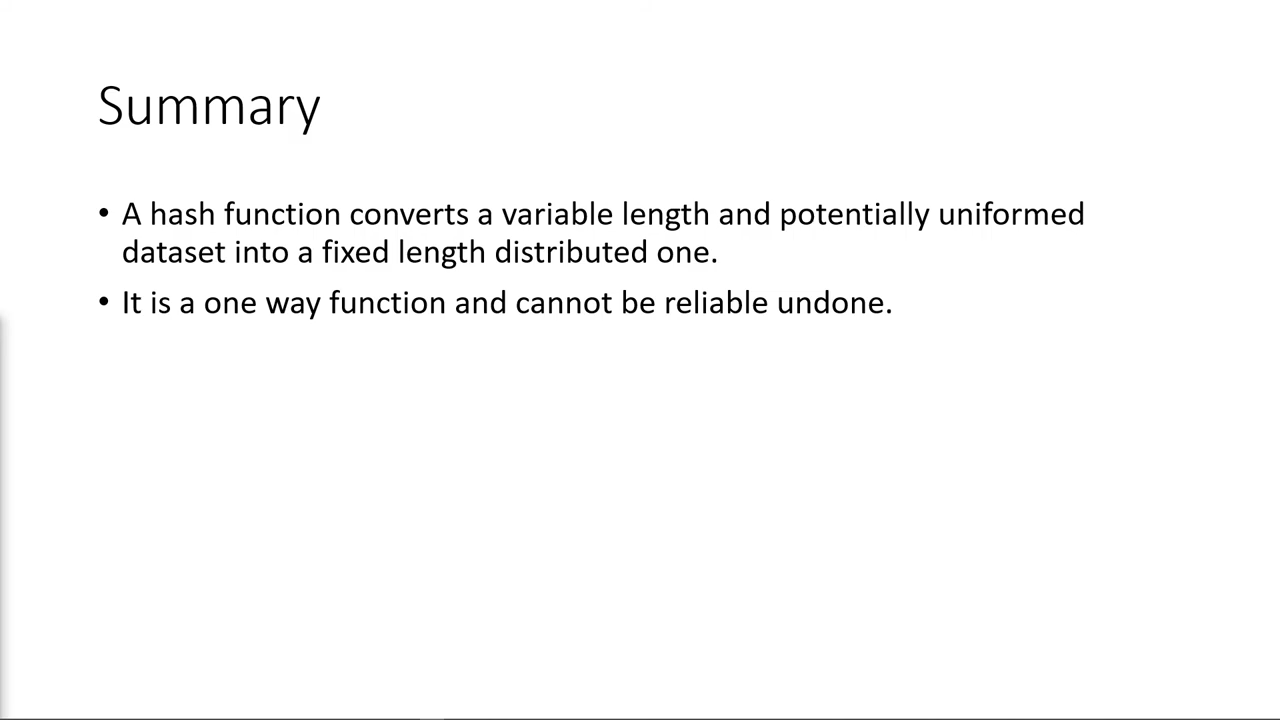 Summary
• A hash function converts a variable length and potentially uniformed
dataset into a fixed length distributed one.
• It is a one way function and cannot be reliable undone.